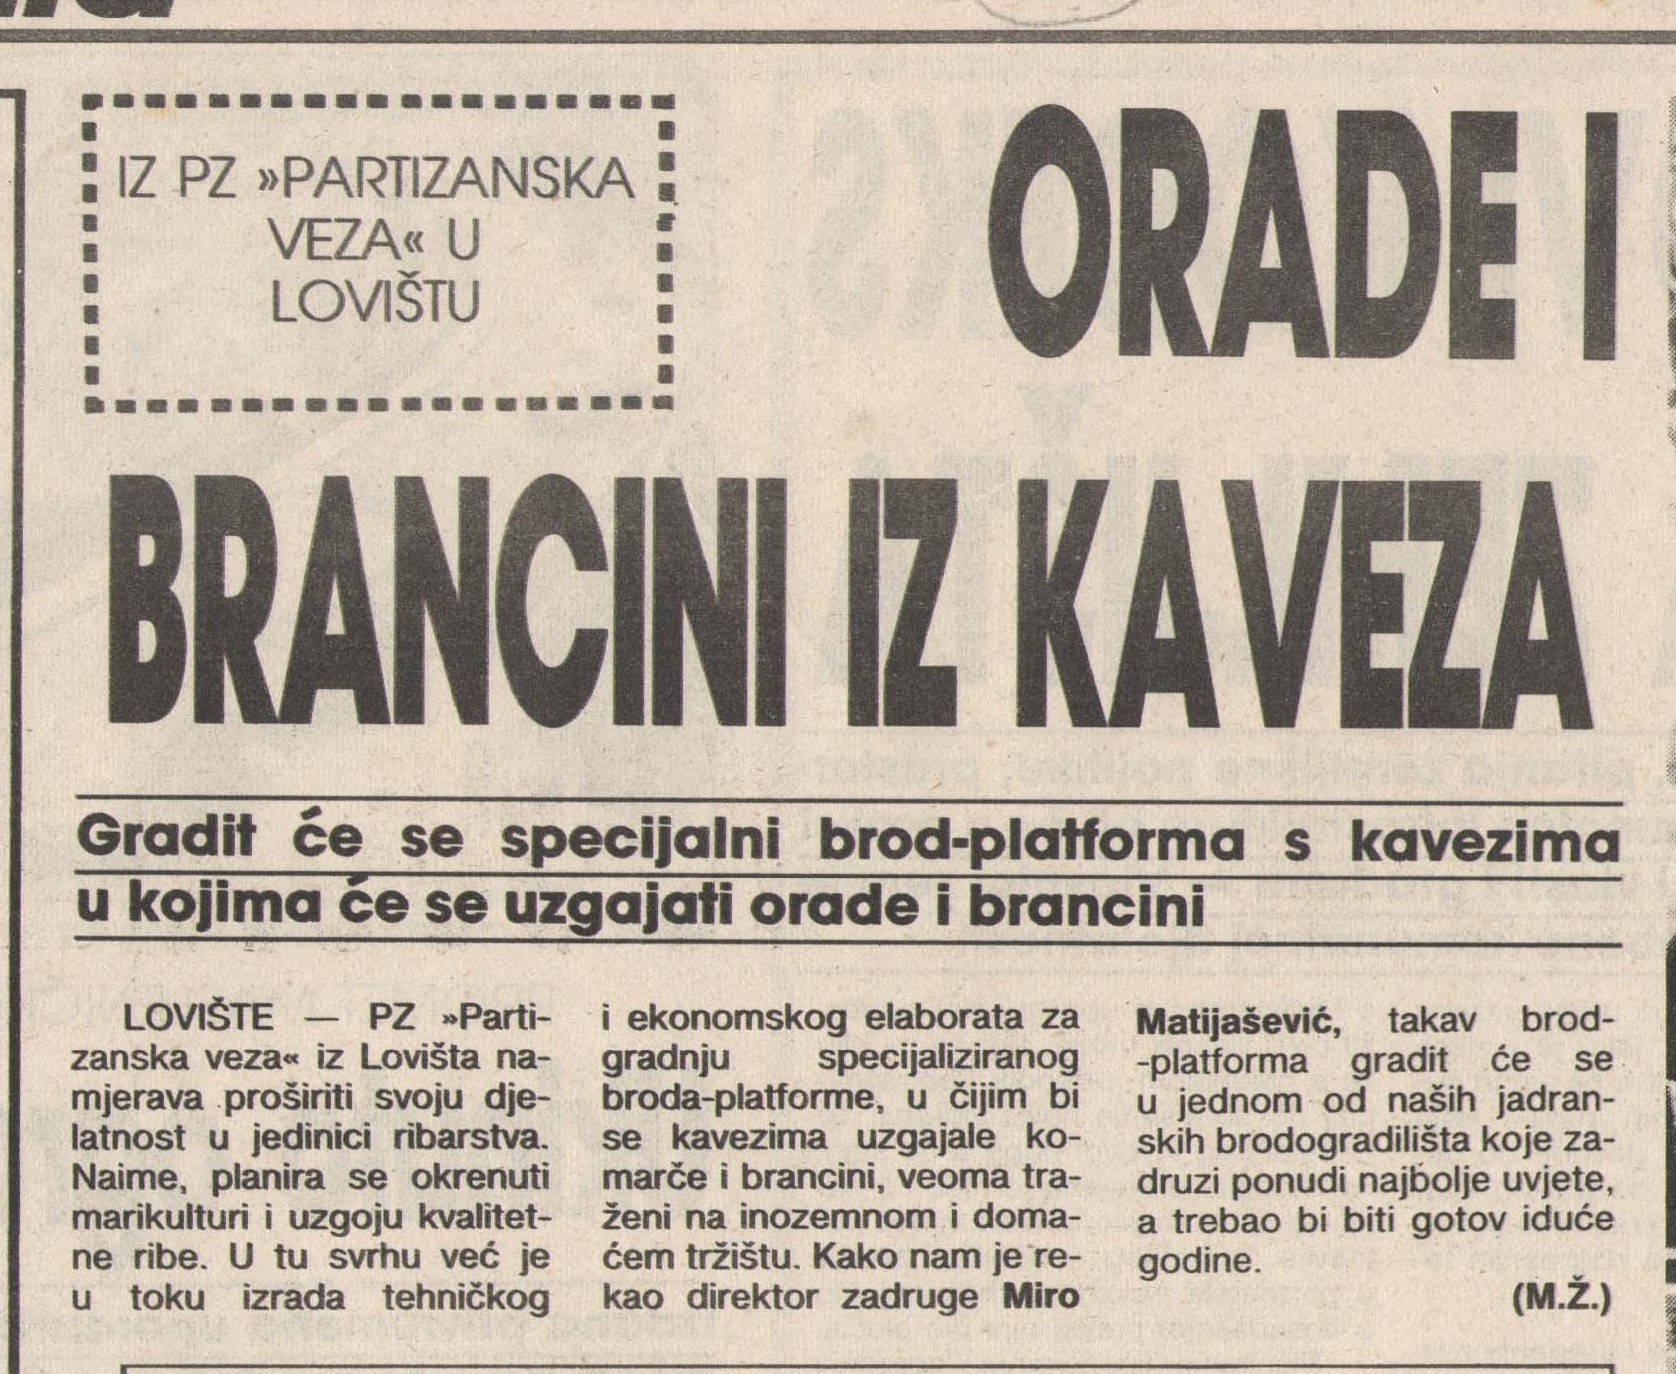 IZ PZ »PARTIZANSKA
VEZA« U
LOVIŠTU
ORADE I
BRANCINI IZ KAVEZA
Gradit će se specijalni brod-platforma s kavezima
u kojima će se uzgajati orade i brancini
LOVIŠTE — PZ »Parti-
zanska veza« iz Lovišta na-
mjerava proširiti svoju dje-
latnost u jedinici ribarstva.
Naime, planira se okrenuti
marikulturi i uzgoju kvalitet-
ne ribe. U tu svrhu već je
u toku izrada tehničkog
i ekonomskog elaborata za
gradnju specijaliziranog
broda-platforme, u čijim bi
se kavezima uzgajale ko-
marče i brancini, veoma tra-
ženi na inozemnom i doma-
ćem tržištu. Kako nam je re-
kao direktor zadruge Miro
Matijašević, takav brod-
-platforma gradit će se
u jednom od naših jadran-
skih brodogradilišta koje za-
druzi ponudi najbolje uvjete,
a trebao bi biti gotov iduće
godine.
(M.Ž.)